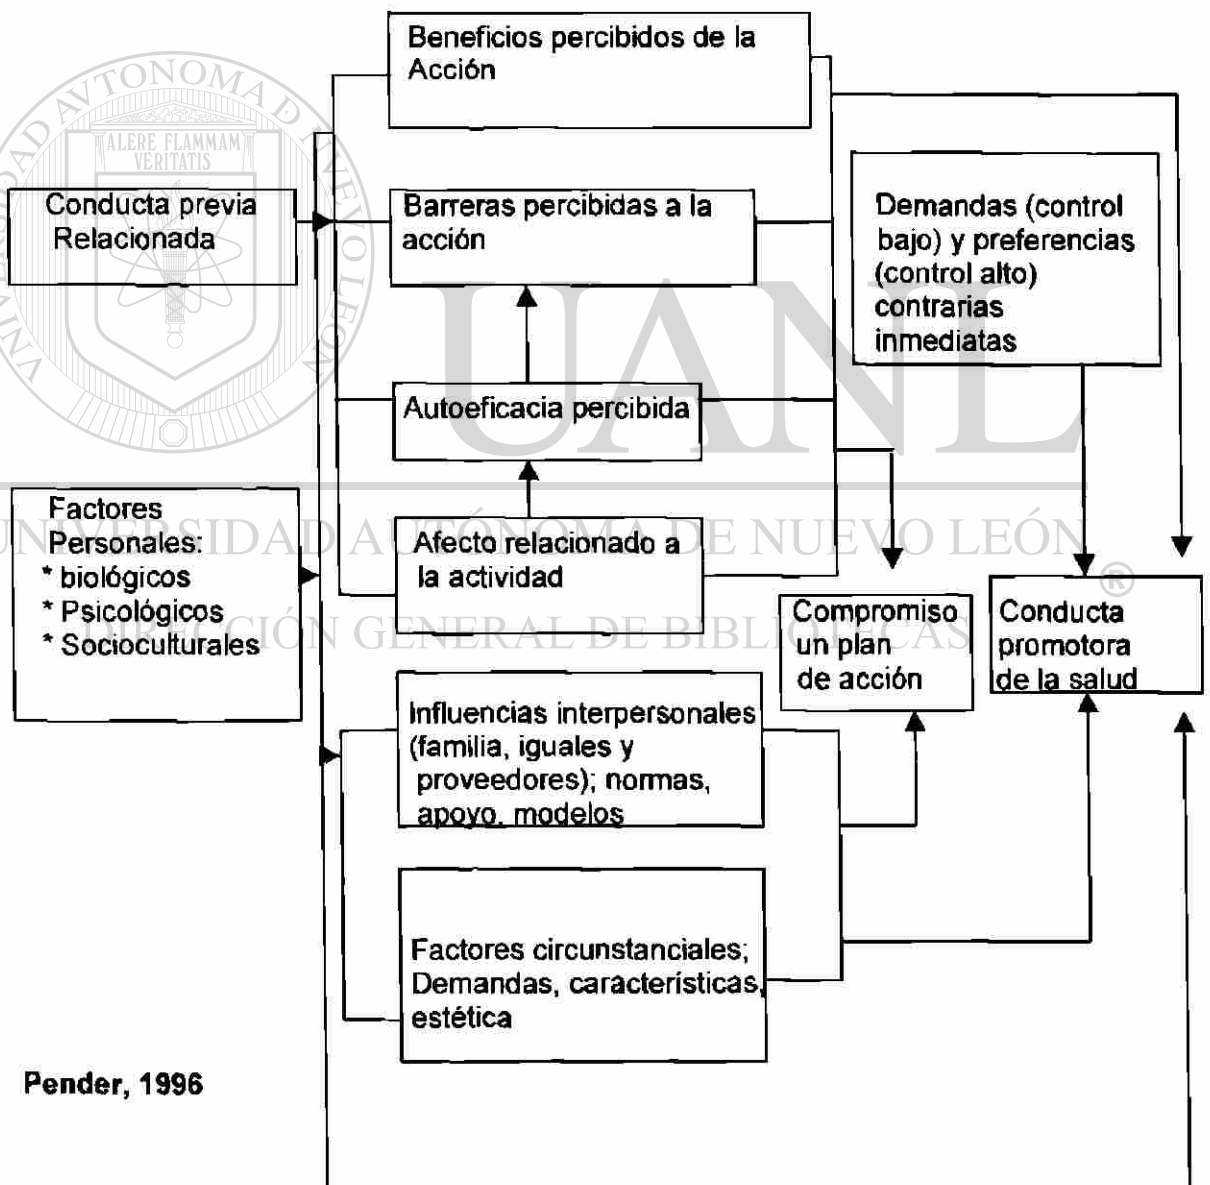 Beneficios percibidos de la
Acción
Conducta previa
Relacionada
Barreras percibidas a la
acción
Demandas (control
bajo) y preferencias
(control alto)
contrarias
inmediatas
Autoeficacia percibida
Factores
Personales:
* biológicos
* Psicológicos
* Socioculturales
Afecto relacionado a
la actividad
Compromiso
un plan
de acción
Conducta
promotora
de la salud
Influencias interpersonales
(familia, iguales y
proveedores); normas,
apoyo, modelos
Factores circunstanciales;
Demandas, características,
estética
Pender, 1996
ALERE FLAMMAM
VERITATIS
UANL
UNIVERSIDAD AUTÓNOMA DE NUEVO LEÓN
®
DIRECCIÓN GENERAL DE BIBLIOTECAS